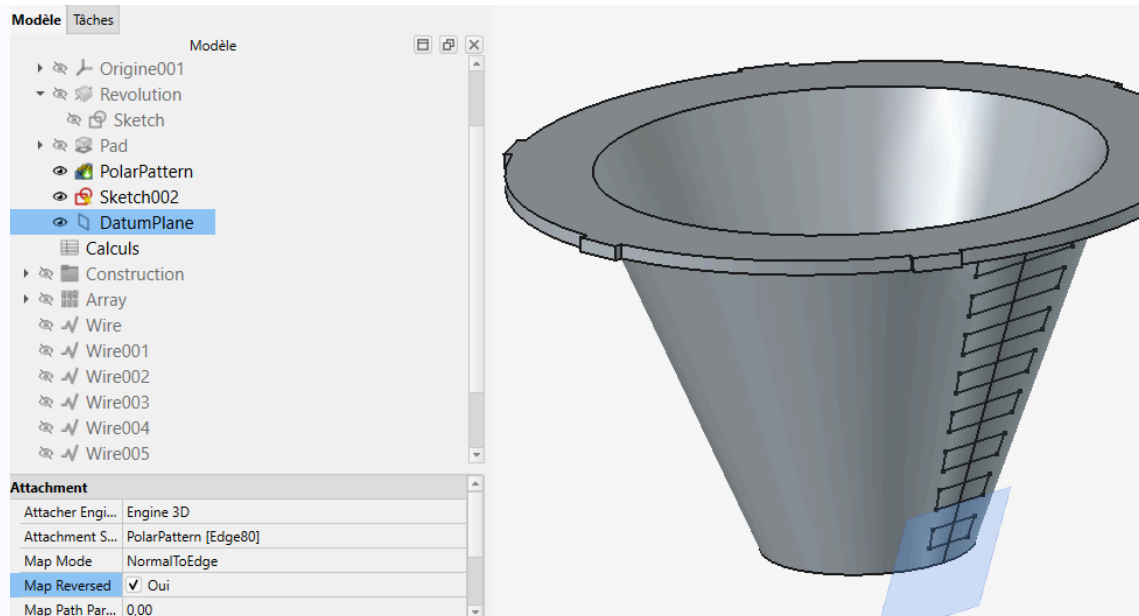 Modèle Tâches
Modèle
Origine001
Revolution
Sketch
Pad
PolarPattern
Sketch002
DatumPlane
Calculs
Construction
Array
Wire
Wire001
Wire002
Wire003
Wire004
Wire005
Attachment
Attacher Engi... Engine 3D
Attachment S... PolarPattern [Edge80]
Map Mode NormalToEdge
Map Reversed Oui
Map Path Par... 0,00